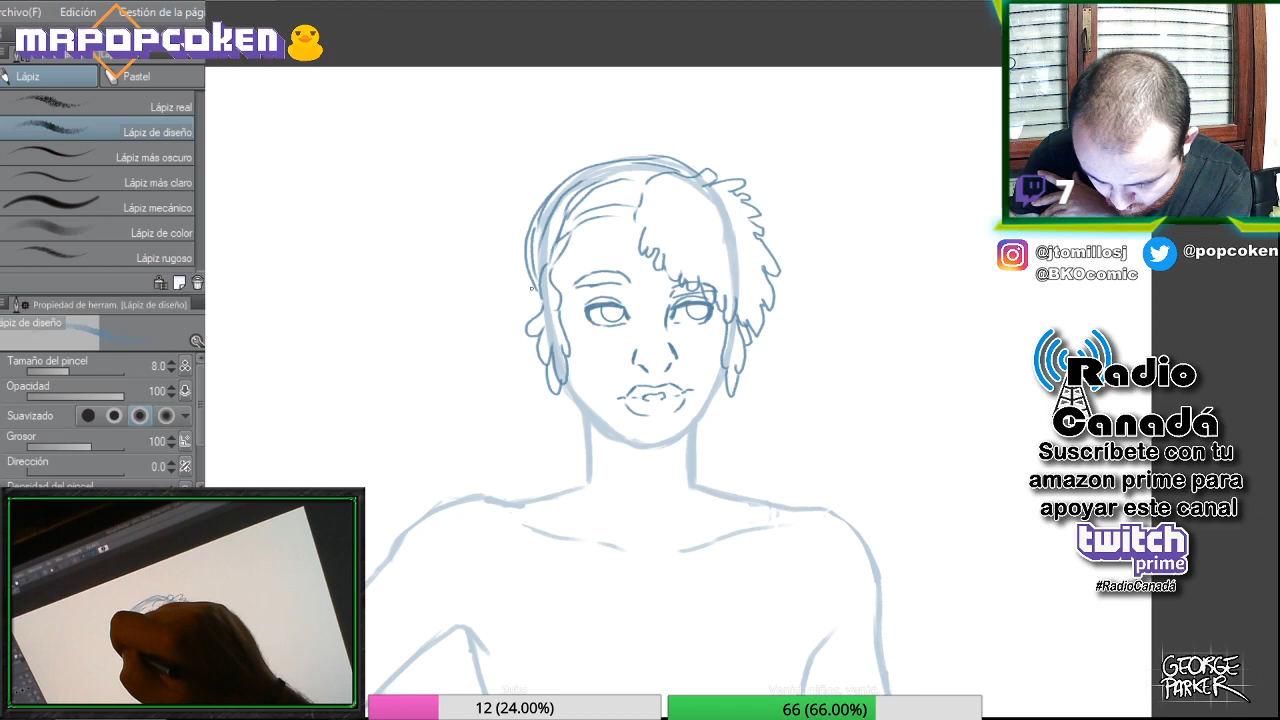 rchivo(F) Edición Gestión de la pág
MRPOPCOKEN
Lápiz Pastel
Lápiz real
Lápiz de diseño
Lápiz más oscuro
Lápiz más claro
Lápiz mecánico
Lápiz de color
Lápiz rugoso
Propiedad de herram. [Lápiz de diseño]
ápiz de diseño
Tamaño del pincel 8.0
Opacidad 100
Suavizado
Grosor 100
Dirección 0.0
Densidad del pincel
7
@jtomillosj
@BKOcomic
@popcoken
Radio
Canadá
Suscríbete con tu
amazon prime para
apoyar este canal
twitch
prime
#RadioCanadá
GEORGE
PARKER
12 (24.00%)
66 (66.00%)